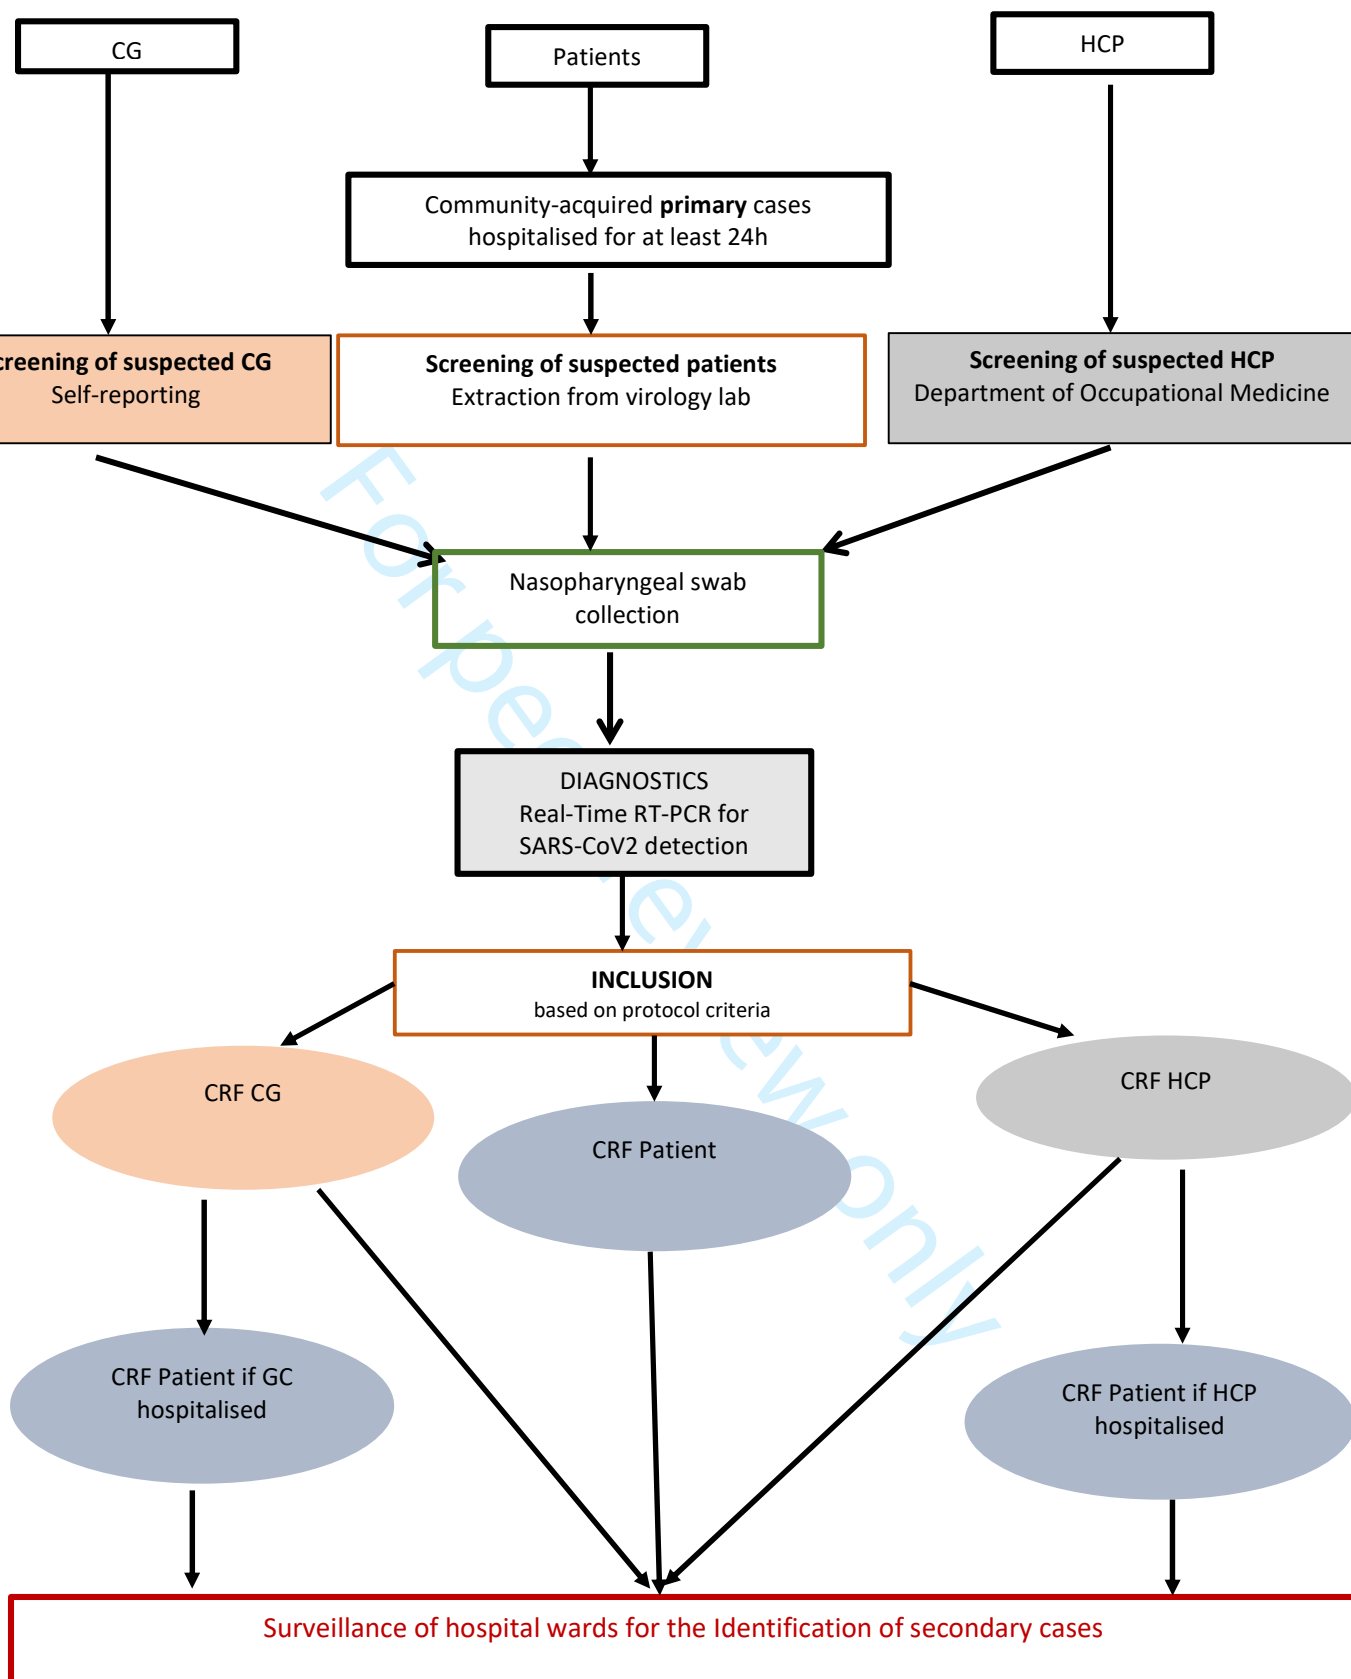 CG
Patients
HCP
Community-acquired primary cases
hospitalised for at least 24h
creening of suspected CG
Self-reporting
Screening of suspected patients
Extraction from virology lab
Screening of suspected HCP
Department of Occupational Medicine
Nasopharyngeal swab
collection
DIAGNOSTICS
Real-Time RT-PCR for
SARS-CoV2 detection
INCLUSION
based on protocol criteria
CRF CG
CRF Patient
CRF HCP
CRF Patient if GC
hospitalised
CRF Patient if HCP
hospitalised
Surveillance of hospital wards for the Identification of secondary cases
For peer review only